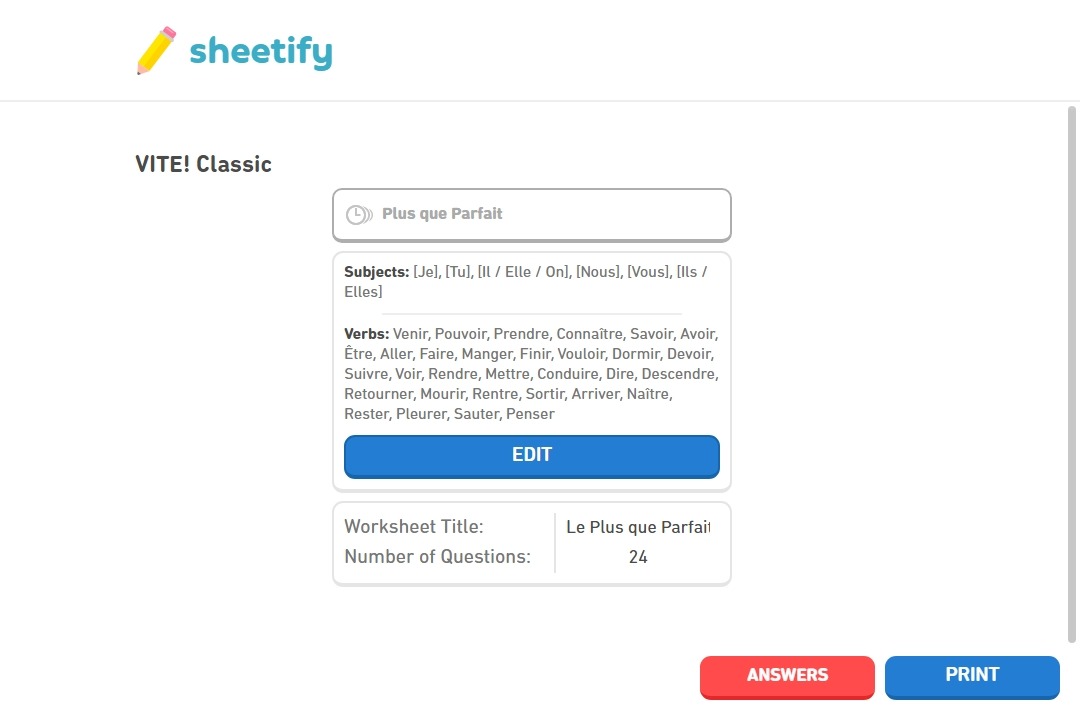 sheetify
VITE! Classic
Plus que Parfait
Subjects: [Je], [Tu], [Il / Elle / On], [Nous], [Vous], [Ils /
Elles]
Verbs: Venir, Pouvoir, Prendre, Connaître, Savoir, Avoir,
Être, Aller, Faire, Manger, Finir, Vouloir, Dormir, Devoir,
Suivre, Voir, Rendre, Mettre, Conduire, Dire, Descendre,
Retourner, Mourir, Rentre, Sortir, Arriver, Naître,
Rester, Pleurer, Sauter, Penser
EDIT
Worksheet Title: Le Plus que Parfait
Number of Questions: 24
ANSWERS PRINT